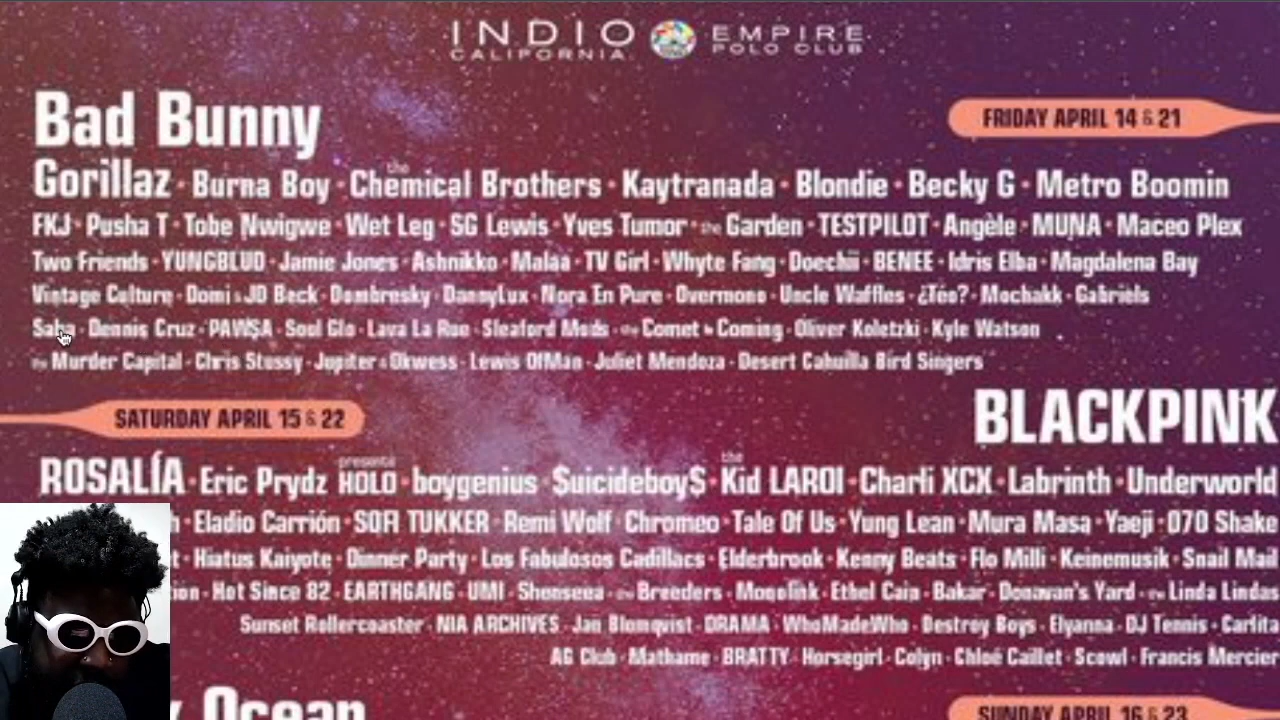 INDIO CALIFORNIA EMPIRE POLO CLUB
Bad Bunny
FRIDAY APRIL 14 & 21
Gorillaz · Burna Boy · the Chemical Brothers · Kaytranada · Blondie · Becky G · Metro Boomin
FKJ · Pusha T · Tobe Nwigwe · Wet Leg · SG Lewis · Yves Tumor · the Garden · TESTPILOT · Angèle · MUNA · Maceo Plex
Two Friends · YUNGBLUD · Jamie Jones · Ashnikko · Malaa · TV Girl · Whyte Fang · Doechii · BENEE · Idris Elba · Magdalena Bay
Vintage Culture · Domi & JD Beck · Dombresky · DannyLux · Nora En Pure · Overmono · Uncle Waffles · ¿Téo? · Mochakk · Gabriels
Saba · Dennis Cruz · PAWSA · Soul Glo · Lava La Rue · Sleaford Mods · the Comet is Coming · Oliver Koletzki · Kyle Watson
the Murder Capital · Chris Stussy · Jupiter & Okwess · Lewis OfMan · Juliet Mendoza · Desert Cahuilla Bird Singers
SATURDAY APRIL 15 & 22
BLACKPINK
ROSALÍA · Eric Prydz presents HOLO · boygenius · $uicideboy$ · the Kid LAROI · Charli XCX · Labrinth · Underworld
· Eladio Carrión · SOFI TUKKER · Remi Wolf · Chromeo · Tale Of Us · Yung Lean · Mura Masa · Yaeji · 070 Shake
· Hiatus Kaiyote · Dinner Party · Los Fabulosos Cadillacs · Elderbrook · Kenny Beats · Flo Milli · Keinemusik · Snail Mail
· Hot Since 82 · EARTHGANG · UMI · Shenseea · the Breeders · Monolink · Ethel Cain · Bakar · Donavan's Yard · the Linda Lindas
Sunset Rollercoaster · NIA ARCHIVES · Jan Blomqvist · DRAMA · WhoMadeWho · Destroy Boys · Elyanna · DJ Tennis · Carlita
AG Club · Mathame · BRATTY · Horsegirl · Colyn · Chloé Caillet · Scowl · Francis Mercier
Ocean
SUNDAY APRIL 16 & 23